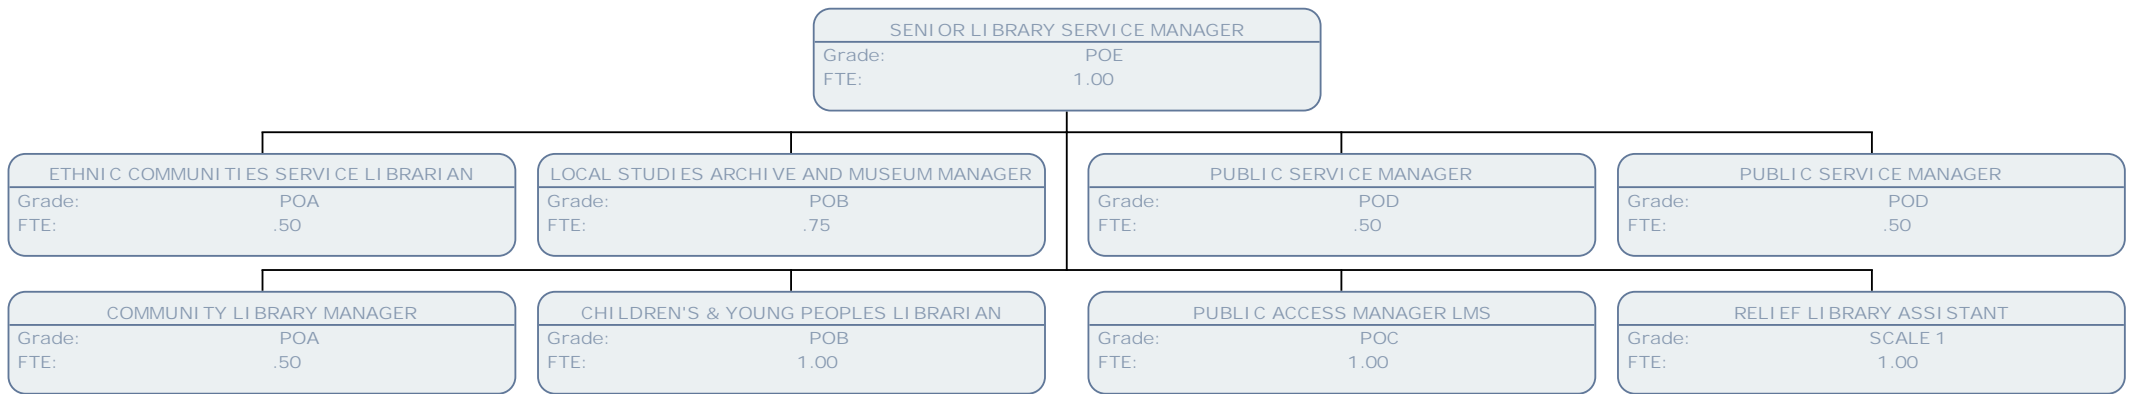 SENIOR LIBRARY SERVICE MANAGER
Grade: POE
FTE: 1.00
ETHNIC COMMUNITIES SERVICE LIBRARIAN
Grade: POA
FTE: .50
LOCAL STUDIES ARCHIVE AND MUSEUM MANAGER
Grade: POB
FTE: .75
PUBLIC SERVICE MANAGER
Grade: POD
FTE: .50
PUBLIC SERVICE MANAGER
Grade: POD
FTE: .50
COMMUNITY LIBRARY MANAGER
Grade: POA
FTE: .50
CHILDREN'S & YOUNG PEOPLES LIBRARIAN
Grade: POB
FTE: 1.00
PUBLIC ACCESS MANAGER LMS
Grade: POC
FTE: 1.00
RELIEF LIBRARY ASSISTANT
Grade: SCALE 1
FTE: 1.00